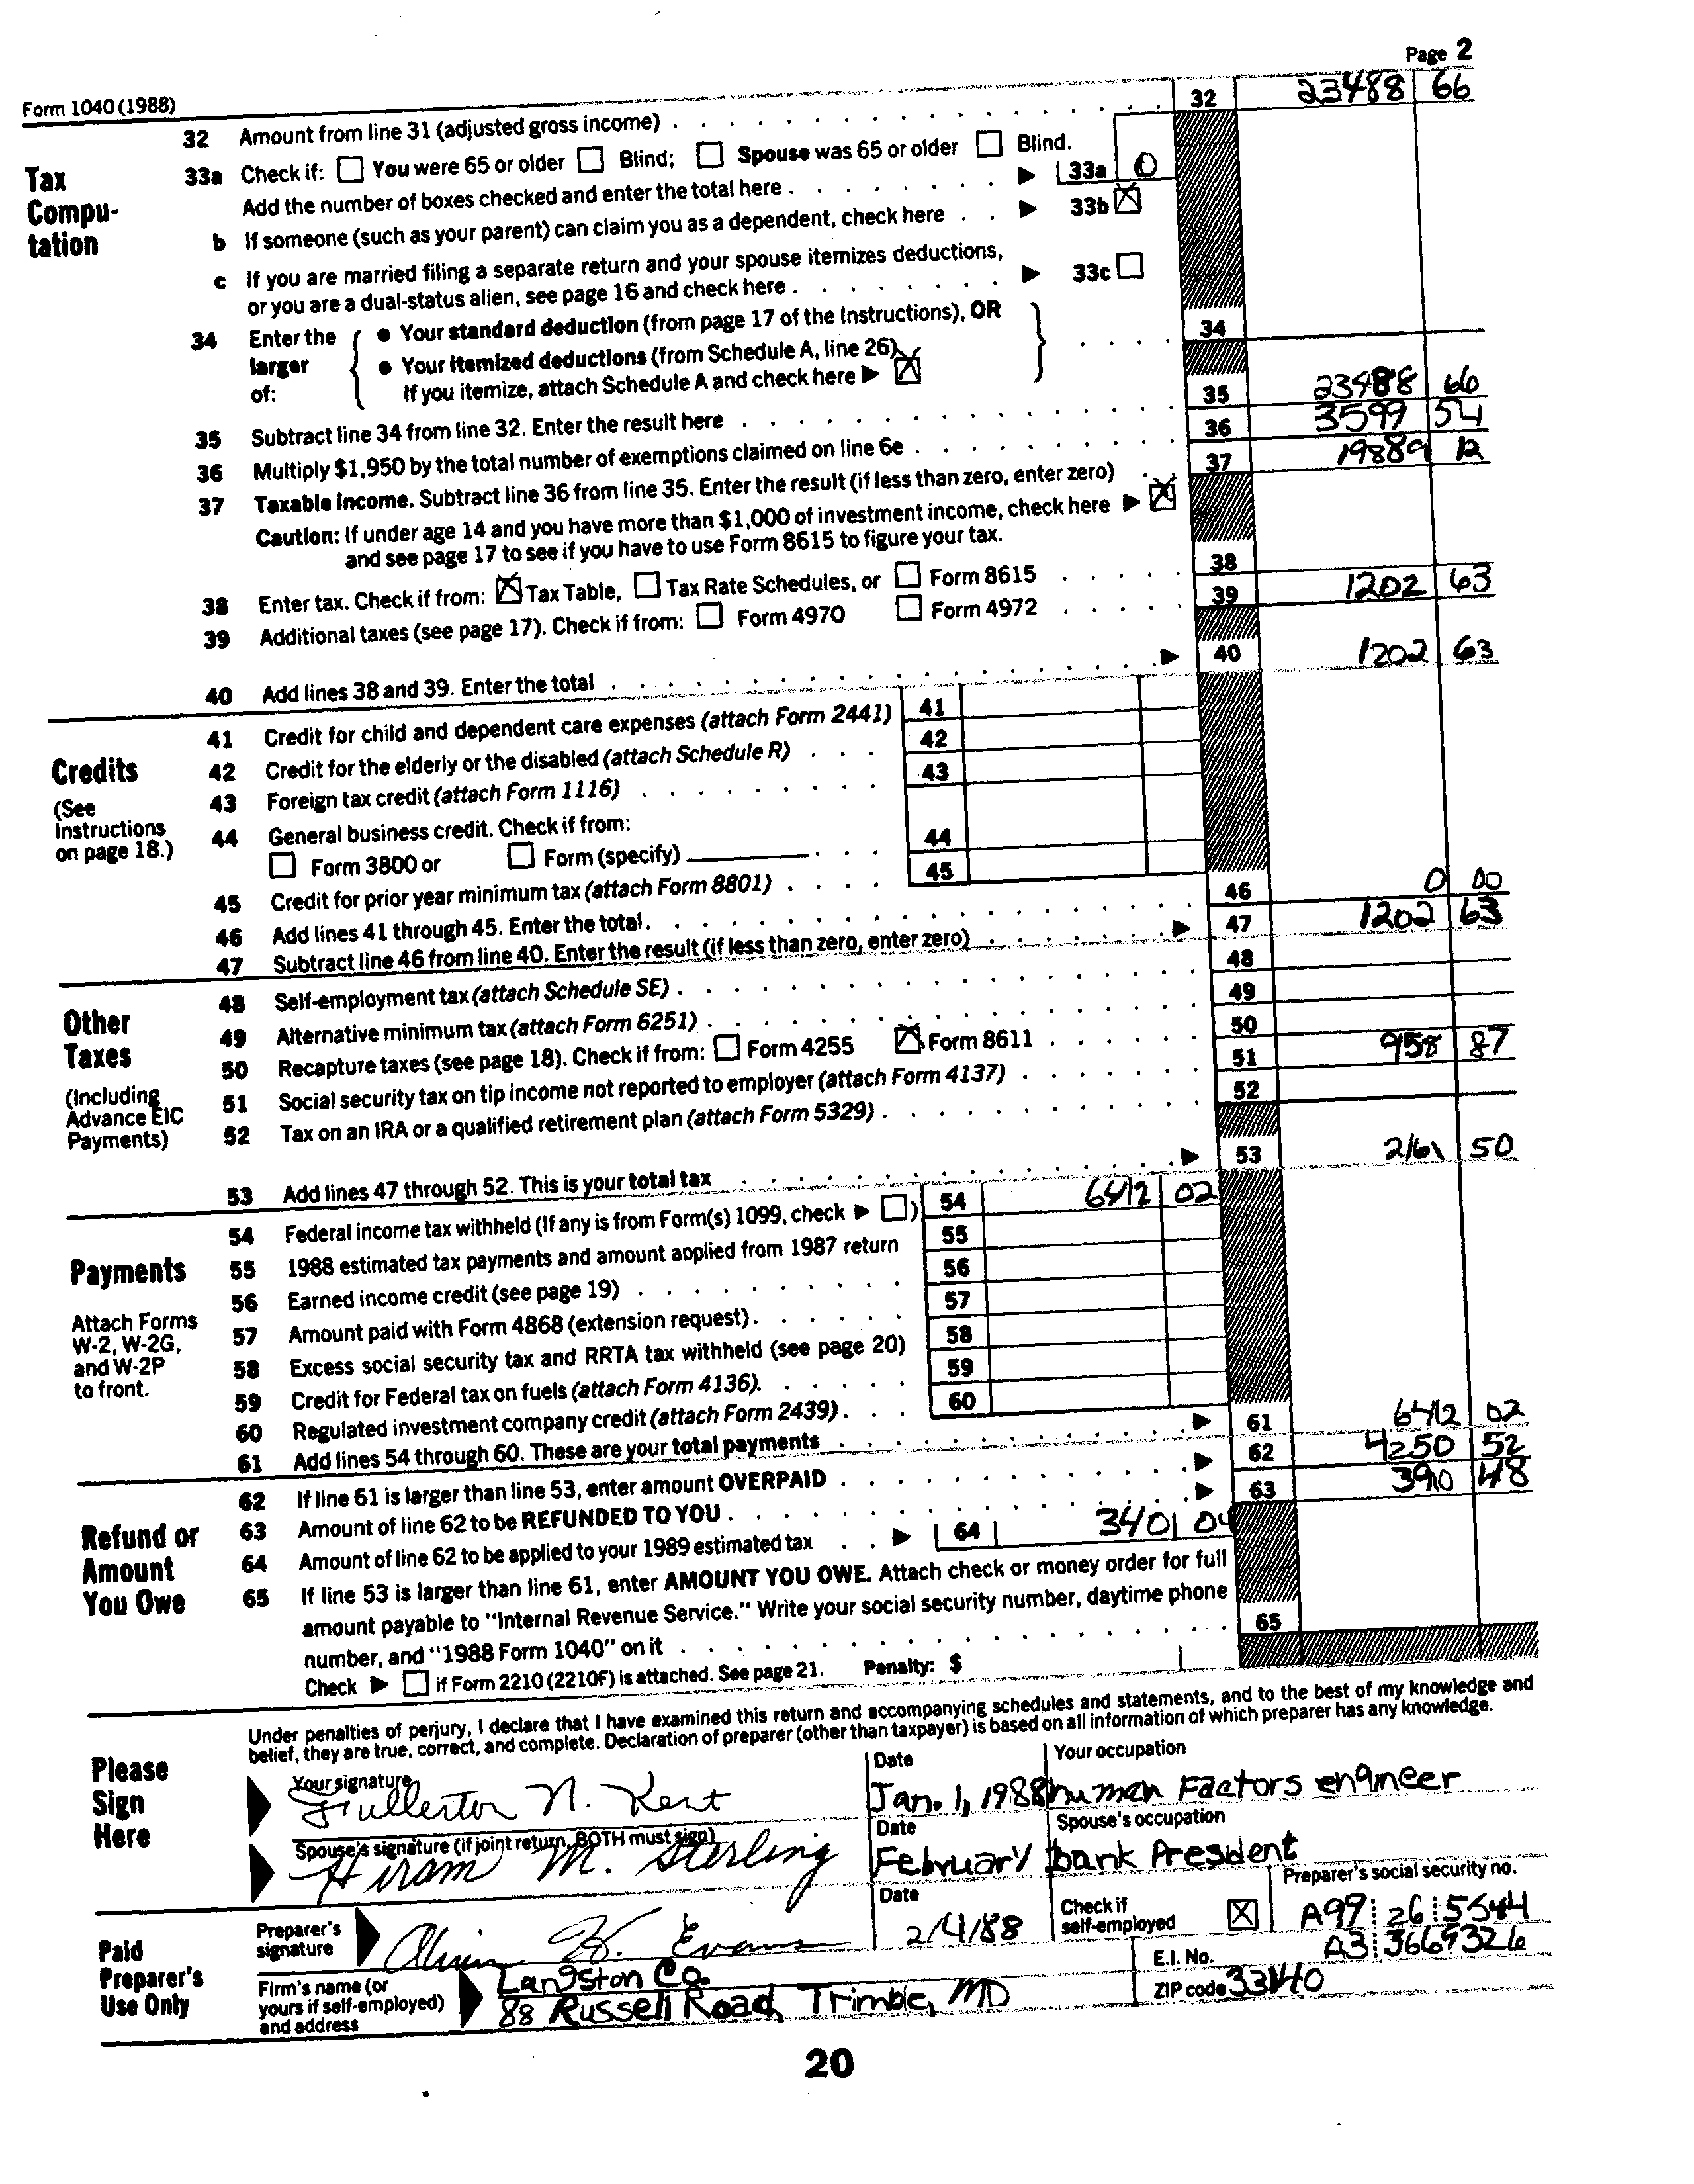 Page 2
Form 1040 (1988)
32 Amount from line 31 (adjusted gross income) . . . 32 23488 66
Tax Compu-tation
33a Check if: ☐ You were 65 or older ☐ Blind; ☐ Spouse was 65 or older ☐ Blind.
Add the number of boxes checked and enter the total here . . . ▶ 33a 0
b If someone (such as your parent) can claim you as a dependent, check here . . ▶ 33b ☒
c If you are married filing a separate return and your spouse itemizes deductions,
or you are a dual-status alien, see page 16 and check here . . . ▶ 33c ☐
34 Enter the larger of: { ● Your standard deduction (from page 17 of the Instructions), OR
● Your itemized deductions (from Schedule A, line 26)
If you itemize, attach Schedule A and check here ▶ ☒ } . . . . 34
35 Subtract line 34 from line 32. Enter the result here . . . 35 23488 66
36 Multiply $1,950 by the total number of exemptions claimed on line 6e . . . 36 3599 54
37 Taxable income. Subtract line 36 from line 35. Enter the result (if less than zero, enter zero) . . 37 19889 12
Caution: If under age 14 and you have more than $1,000 of investment income, check here ▶ ☒
and see page 17 to see if you have to use Form 8615 to figure your tax.
38 Enter tax. Check if from: ☒ Tax Table, ☐ Tax Rate Schedules, or ☐ Form 8615 . . . 38
39 Additional taxes (see page 17). Check if from: ☐ Form 4970 ☐ Form 4972 . . . 39 1202 63
40 Add lines 38 and 39. Enter the total . . . ▶ 40 1202 63
Credits
(See Instructions on page 18.)
41 Credit for child and dependent care expenses (attach Form 2441) 41
42 Credit for the elderly or the disabled (attach Schedule R) . . . 42
43 Foreign tax credit (attach Form 1116) . . . 43
44 General business credit. Check if from:
☐ Form 3800 or ☐ Form (specify) . . . 44
45 Credit for prior year minimum tax (attach Form 8801) . . . . 45
46 Add lines 41 through 45. Enter the total . . . 46 0 00
47 Subtract line 46 from line 40. Enter the result (if less than zero, enter zero) . . . ▶ 47 1202 63
Other Taxes
(Including Advance EIC Payments)
48 Self-employment tax (attach Schedule SE) . . . 48
49 Alternative minimum tax (attach Form 6251) . . . 49
50 Recapture taxes (see page 18). Check if from: ☐ Form 4255 ☒ Form 8611 . . . 50
51 Social security tax on tip income not reported to employer (attach Form 4137) . . . 51 958 87
52 Tax on an IRA or a qualified retirement plan (attach Form 5329) . . . 52
53 Add lines 47 through 52. This is your total tax . . . ▶ 53 2161 50
Payments
Attach Forms W-2, W-2G, and W-2P to front.
54 Federal income tax withheld (If any is from Form(s) 1099, check ▶ ☐) 54 6412 02
55 1988 estimated tax payments and amount applied from 1987 return 55
56 Earned income credit (see page 19) . . . 56
57 Amount paid with Form 4868 (extension request) . . . 57
58 Excess social security tax and RRTA tax withheld (see page 20) 58
59 Credit for Federal tax on fuels (attach Form 4136). . . . 59
60 Regulated investment company credit (attach Form 2439) . . . 60
61 Add lines 54 through 60. These are your total payments . . . ▶ 61 6412 02
Refund or Amount You Owe
62 If line 61 is larger than line 53, enter amount OVERPAID . . . ▶ 62 4250 52
63 Amount of line 62 to be REFUNDED TO YOU . . . ▶ 63 390 48
64 Amount of line 62 to be applied to your 1989 estimated tax . . ▶ 64 3401 04
65 If line 53 is larger than line 61, enter AMOUNT YOU OWE. Attach check or money order for full
amount payable to "Internal Revenue Service." Write your social security number, daytime phone
number, and "1988 Form 1040" on it . . . 65
Check ▶ ☐ if Form 2210 (2210F) is attached. See page 21. Penalty: $
Please Sign Here
Under penalties of perjury, I declare that I have examined this return and accompanying schedules and statements, and to the best of my knowledge and
belief, they are true, correct, and complete. Declaration of preparer (other than taxpayer) is based on all information of which preparer has any knowledge.
Your signature Date Your occupation
Fullerton N. Kent Jan. 1, 1988 human Factors engineer
Spouse's signature (if joint return, BOTH must sign) Date Spouse's occupation
Hiram M. Sterling February bank President
Paid Preparer's Use Only
Preparer's signature Date Check if self-employed ☒ Preparer's social security no.
K. Evans 2/4/88 A97 26 5544
Firm's name (or yours if self-employed) and address
Langston Co. E.I. No. A3 3669326
88 Russell Road, Trimble, MD ZIP code 33140
20